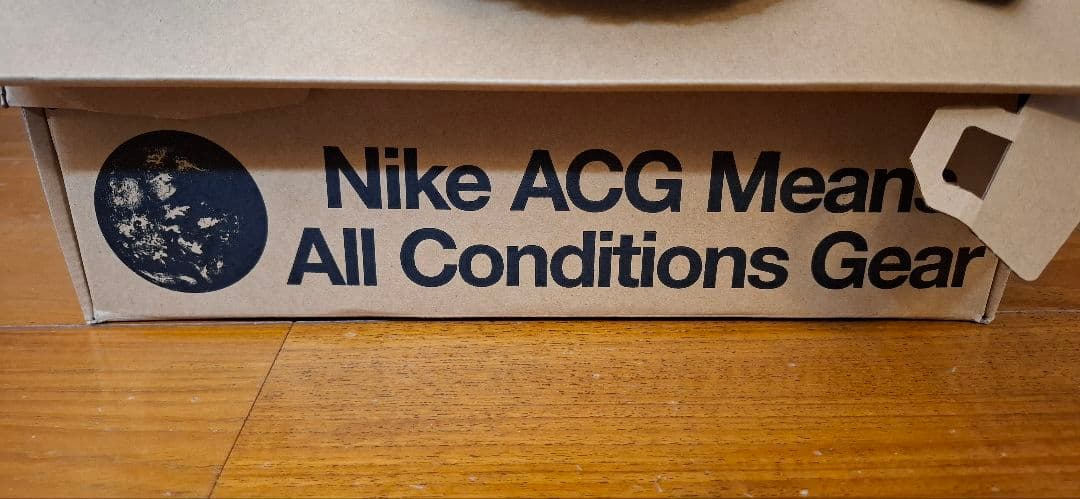 Nike ACG Means
All Conditions Gear